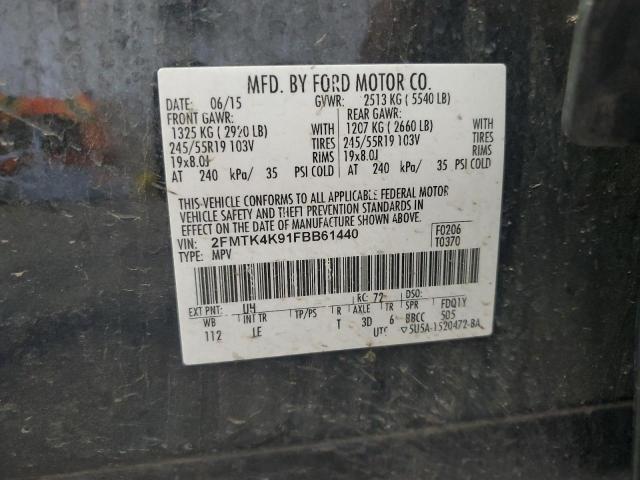 MFD. BY FORD MOTOR CO.
DATE: 06/15 GVWR: 2513 KG ( 5540 LB)
FRONT GAWR: REAR GAWR:
1325 KG ( 2920 LB) WITH 1207 KG ( 2660 LB) WITH
245/55R19 103V TIRES 245/55R19 103V TIRES
19x8.0J RIMS 19x8.0J RIMS
AT 240 kPa/ 35 PSI COLD AT 240 kPa/ 35 PSI COLD
THIS VEHICLE CONFORMS TO ALL APPLICABLE FEDERAL MOTOR
VEHICLE SAFETY AND THEFT PREVENTION STANDARDS IN
EFFECT ON THE DATE OF MANUFACTURE SHOWN ABOVE.
VIN: 2FMTK4K91FBB61440 F0206
TYPE: MPV T0370
EXT PNT: U4 RC: 72 DSO:
WB INT TR TP/PS R AXLE TR SPR FDQ1Y
112 LE T 3D 6 BBCC 505
UTC ▽5U5A-1520472-BA